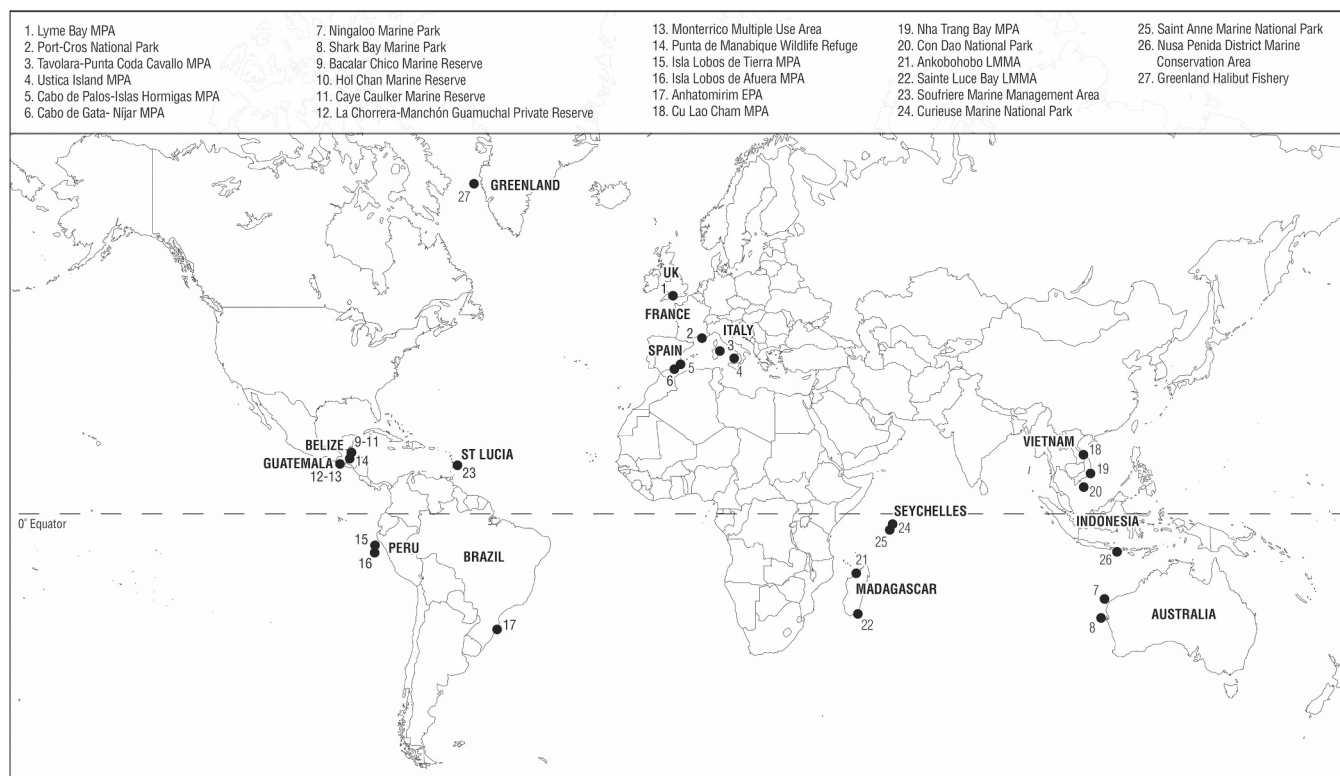 1. Lyme Bay MPA
2. Port-Cros National Park
3. Tavolara-Punta Coda Cavallo MPA
4. Ustica Island MPA
5. Cabo de Palos-Islas Hormigas MPA
6. Cabo de Gata- Níjar MPA
7. Ningaloo Marine Park
8. Shark Bay Marine Park
9. Bacalar Chico Marine Reserve
10. Hol Chan Marine Reserve
11. Caye Caulker Marine Reserve
12. La Chorrera-Manchón Guamuchal Private Reserve
13. Monterrico Multiple Use Area
14. Punta de Manabique Wildlife Refuge
15. Isla Lobos de Tierra MPA
16. Isla Lobos de Afuera MPA
17. Anhatomirim EPA
18. Cu Lao Cham MPA
19. Nha Trang Bay MPA
20. Con Dao National Park
21. Ankobohobo LMMA
22. Sainte Luce Bay LMMA
23. Soufriere Marine Management Area
24. Curieuse Marine National Park
25. Saint Anne Marine National Park
26. Nusa Penida District Marine
Conservation Area
27. Greenland Halibut Fishery
GREENLAND
27
UK
1
FRANCE
2
ITALY
3
SPAIN
4
5
6
BELIZE
9-11
GUATEMALA
14
12-13
ST LUCIA
23
VIETNAM
18
19
20
0° Equator
SEYCHELLES
24
25
INDONESIA
26
15
PERU
16
BRAZIL
17
21
MADAGASCAR
22
7
AUSTRALIA
8